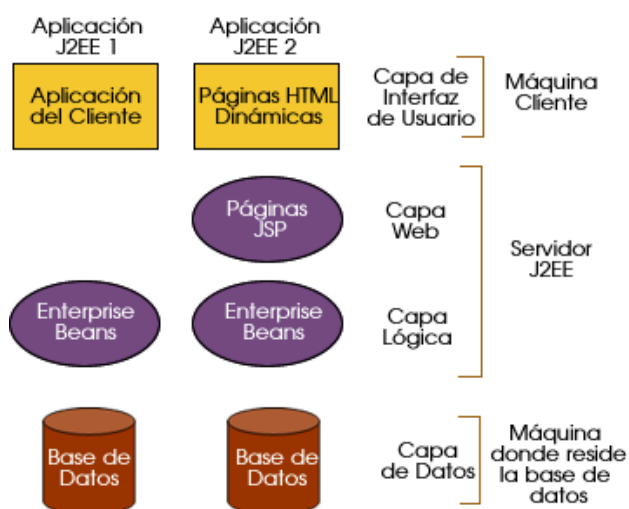 Aplicación
J2EE 1
Aplicación
J2EE 2
Aplicación
del Cliente
Páginas HTML
Dinámicas
Capa de
Interfaz
de Usuario
Máquina
Clíente
Páginas
JSP
Capa
Web
Servidor
J2EE
Enterprise
Beans
Enterprise
Beans
Capa
Lógica
Base de
Datos
Base de
Datos
Capa
de Datos
Máquina
donde reside
la base de
datos